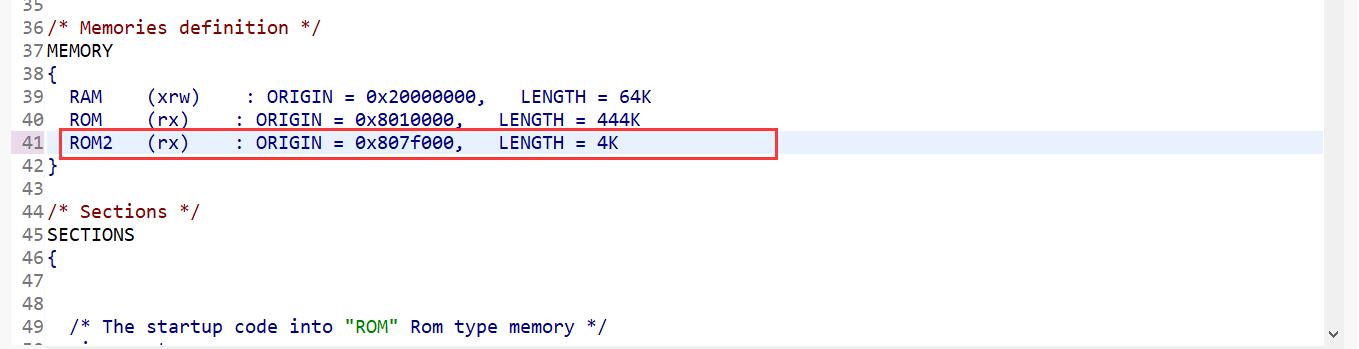 35
36 /* Memories definition */
37 MEMORY
38 {
39   RAM    (xrw)    : ORIGIN = 0x20000000,   LENGTH = 64K
40   ROM    (rx)    : ORIGIN = 0x8010000,   LENGTH = 444K
41   ROM2   (rx)    : ORIGIN = 0x807f000,   LENGTH = 4K
42 }
43
44 /* Sections */
45 SECTIONS
46 {
47
48
49   /* The startup code into "ROM" Rom type memory */